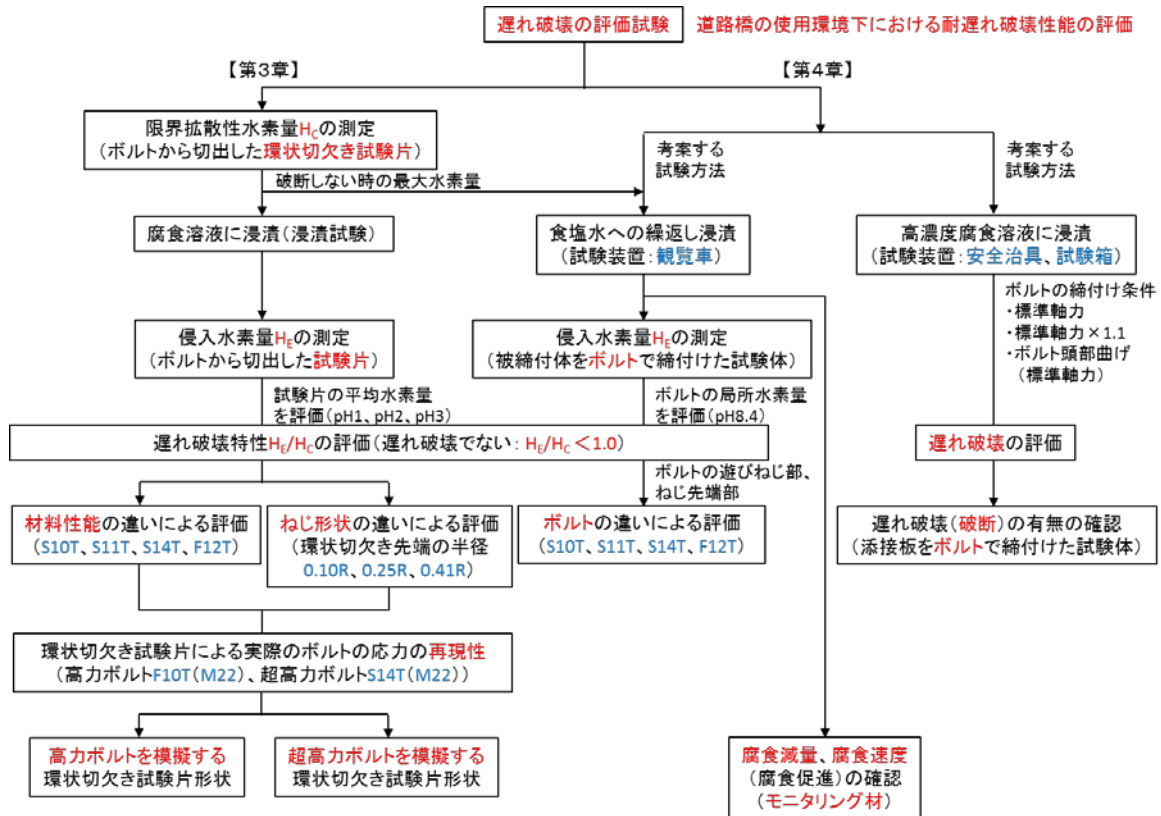 遅れ破壊の評価試験
道路橋の使用環境下における耐遅れ破壊性能の評価
【第3章】
【第4章】
限界拡散性水素量HCの測定
(ボルトから切出した環状切欠き試験片)
破断しない時の最大水素量
考案する
試験方法
考案する
試験方法
腐食溶液に浸漬(浸漬試験)
食塩水への繰返し浸漬
(試験装置:観覧車)
高濃度腐食溶液に浸漬
(試験装置:安全治具、試験箱)
ボルトの締付け条件
・標準軸力
・標準軸力×1.1
・ボルト頭部曲げ
(標準軸力)
侵入水素量HEの測定
(ボルトから切出した試験片)
侵入水素量HEの測定
(被締付体をボルトで締付けた試験体)
試験片の平均水素量
を評価(pH1、pH2、pH3)
ボルトの局所水素量
を評価(pH8.4)
遅れ破壊特性HE/HCの評価(遅れ破壊でない:HE/HC<1.0)
遅れ破壊の評価
ボルトの遊びねじ部、
ねじ先端部
材料性能の違いによる評価
(S10T、S11T、S14T、F12T)
ねじ形状の違いによる評価
(環状切欠き先端の半径
0.10R、0.25R、0.41R)
ボルトの違いによる評価
(S10T、S11T、S14T、F12T)
遅れ破壊(破断)の有無の確認
(添接板をボルトで締付けた試験体)
環状切欠き試験片による実際のボルトの応力の再現性
(高力ボルトF10T(M22)、超高力ボルトS14T(M22))
高力ボルトを模擬する
環状切欠き試験片形状
超高力ボルトを模擬する
環状切欠き試験片形状
腐食減量、腐食速度
(腐食促進)の確認
(モニタリング材)